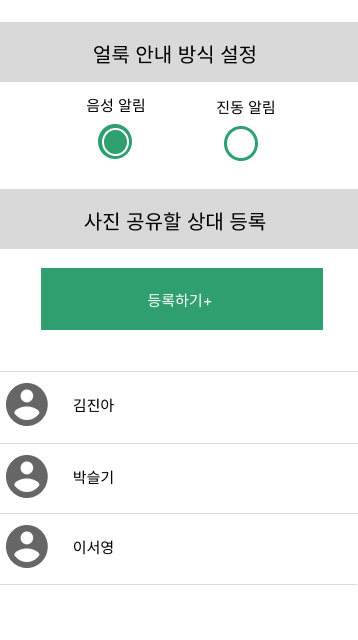 얼룩 안내 방식 설정
음성 알림
진동 알림
사진 공유할 상대 등록
등록하기+
김진아
박슬기
이서영